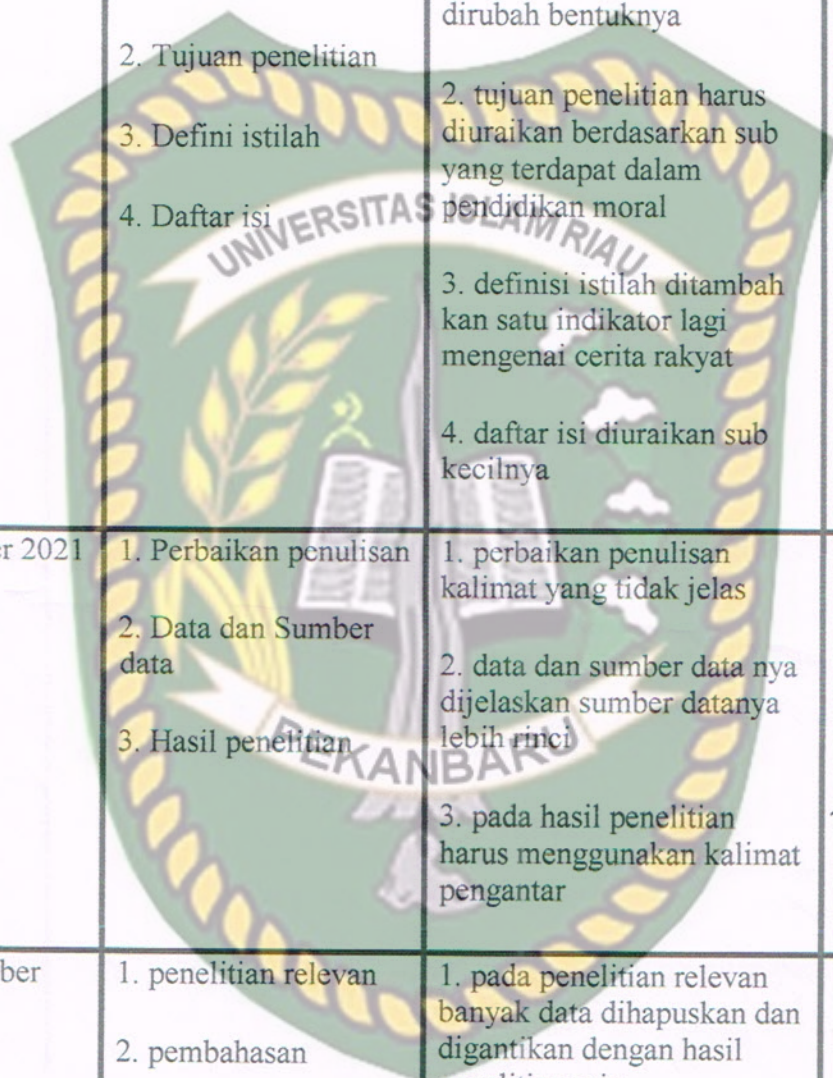 dirubah bentuknya
2. Tujuan penelitian
3. Defini istilah
4. Daftar isi
2. tujuan penelitian harus
diuraikan berdasarkan sub
yang terdapat dalam
pendidikan moral
3. definisi istilah ditambah
kan satu indikator lagi
mengenai cerita rakyat
4. daftar isi diuraikan sub
kecilnya
UNIVERSITAS ISLAM RIAU
2021
1. Perbaikan penulisan
2. Data dan Sumber
data
3. Hasil penelitian
1. perbaikan penulisan
kalimat yang tidak jelas
2. data dan sumber data nya
dijelaskan sumber datanya
lebih rinci
3. pada hasil penelitian
harus menggunakan kalimat
pengantar
PEKANBARU
1. penelitian relevan
2. pembahasan
1. pada penelitian relevan
banyak data dihapuskan dan
digantikan dengan hasil